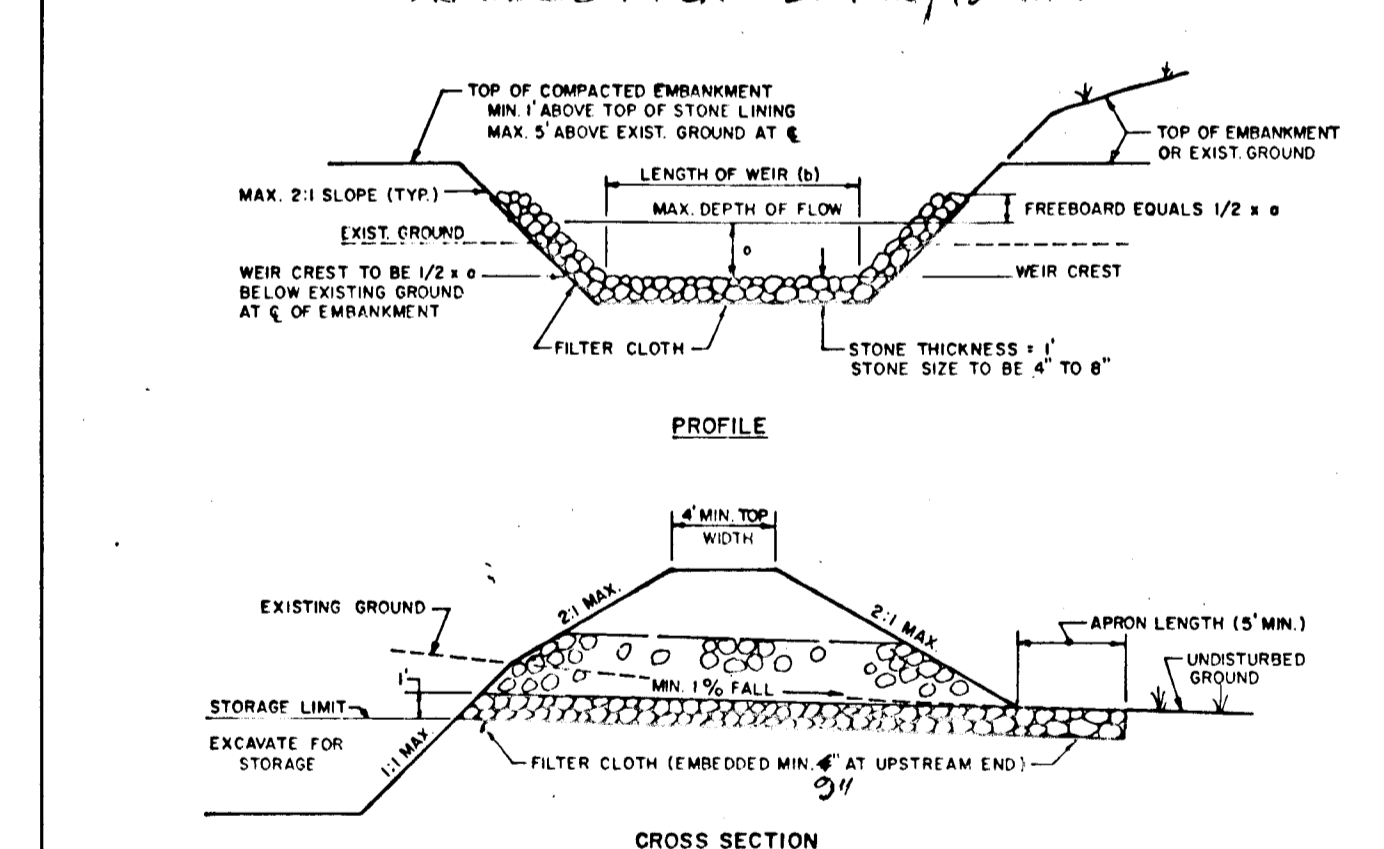 TOP OF COMPACTED EMBANKMENT
MIN. 1' ABOVE TOP OF STONE LINING
MAX. 5' ABOVE EXIST. GROUND AT ℄
TOP OF EMBANKMENT
OR EXIST. GROUND
LENGTH OF WEIR (b)
MAX. 2:1 SLOPE (TYP.)
MAX. DEPTH OF FLOW
FREEBOARD EQUALS 1/2 x a
EXIST. GROUND
a
WEIR CREST TO BE 1/2 x a
BELOW EXISTING GROUND
AT ℄ OF EMBANKMENT
WEIR CREST
FILTER CLOTH
STONE THICKNESS = 1'
STONE SIZE TO BE 4" TO 8"
PROFILE
4' MIN. TOP
WIDTH
EXISTING GROUND
2:1 MAX.
2:1 MAX.
APRON LENGTH (5' MIN.)
UNDISTURBED
GROUND
1'
MIN. 1% FALL
STORAGE LIMIT
EXCAVATE FOR
STORAGE
1:1 MAX
FILTER CLOTH (EMBEDDED MIN. " AT UPSTREAM END)
9"
CROSS SECTION